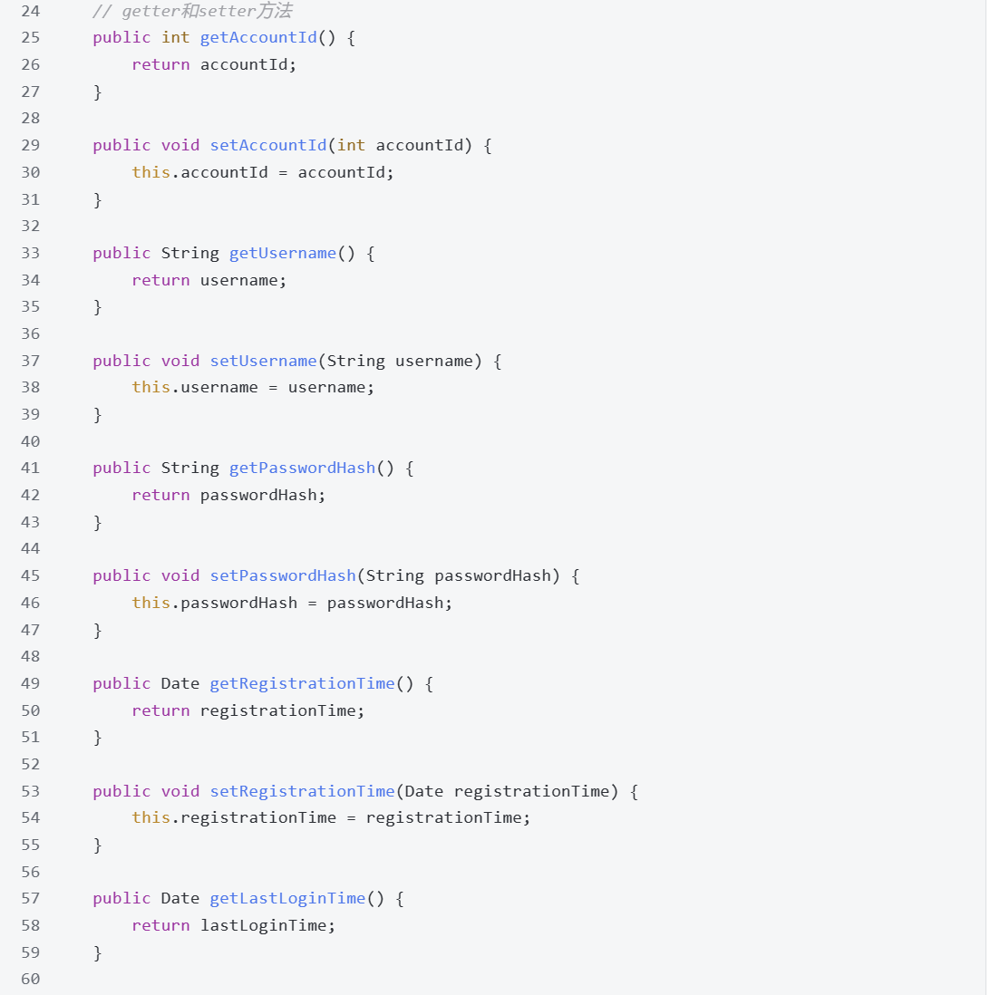 24 // getter和setter方法
25 public int getAccountId() {
26 return accountId;
27 }
28
29 public void setAccountId(int accountId) {
30 this.accountId = accountId;
31 }
32
33 public String getUsername() {
34 return username;
35 }
36
37 public void setUsername(String username) {
38 this.username = username;
39 }
40
41 public String getPasswordHash() {
42 return passwordHash;
43 }
44
45 public void setPasswordHash(String passwordHash) {
46 this.passwordHash = passwordHash;
47 }
48
49 public Date getRegistrationTime() {
50 return registrationTime;
51 }
52
53 public void setRegistrationTime(Date registrationTime) {
54 this.registrationTime = registrationTime;
55 }
56
57 public Date getLastLoginTime() {
58 return lastLoginTime;
59 }
60